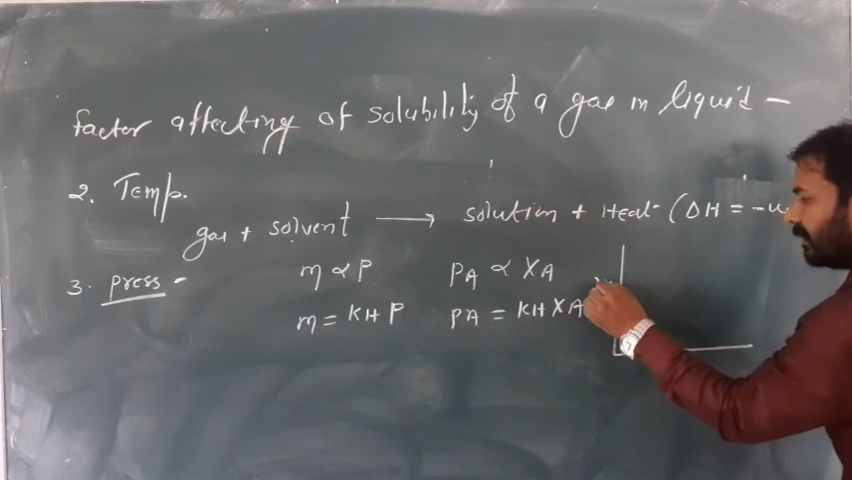 factor affecting of solubility of a gas in liquid -
2. Temp.
gas + solvent → solution + Heat (ΔH = -u
3. press - m ∝ P pA ∝ XA
m = KH P pA = KH XA